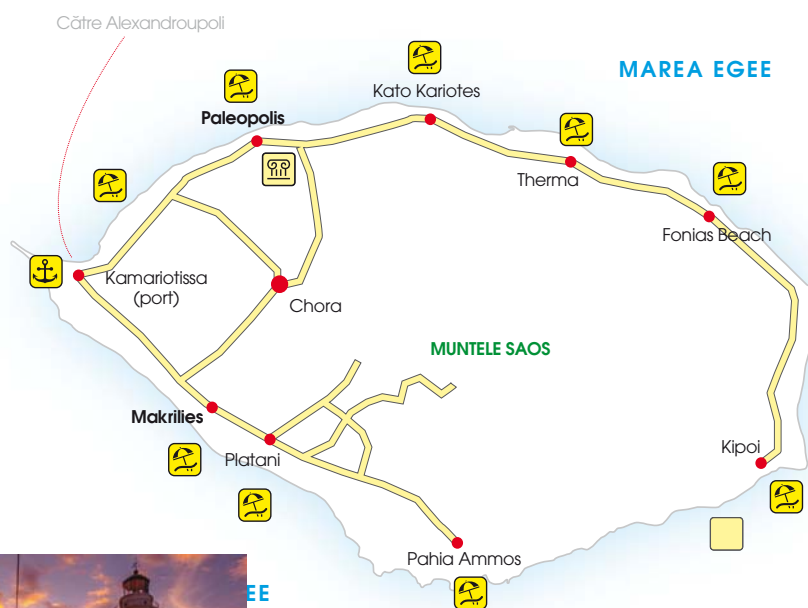 Către Alexandroupoli
MAREA EGEE
Kato Kariotes
Paleopolis
Therma
Fonias Beach
Kamariotissa
(port)
Chora
MUNTELE SAOS
Makrilies
Platani
Kipoi
Pahia Ammos
EE